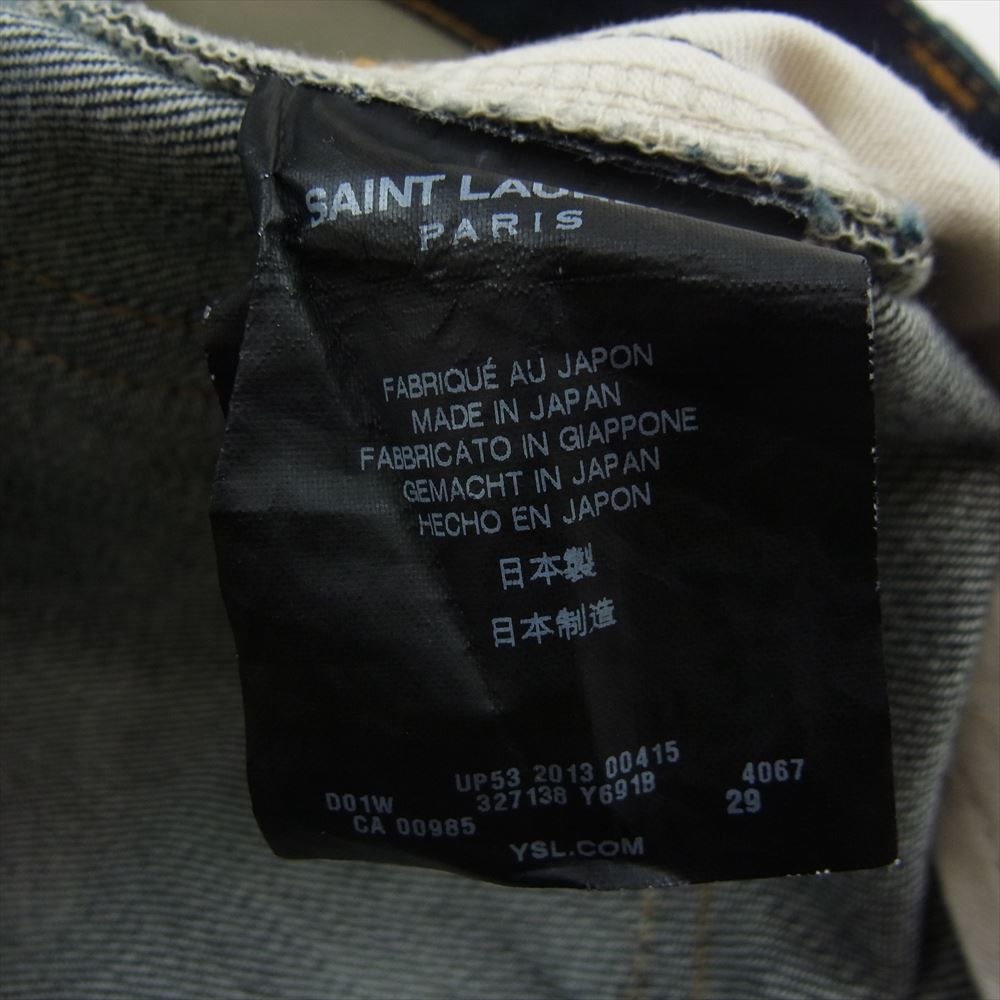 SAINT
PARIS
FABRIQUÉ AU JAPON
MADE IN JAPAN
FABBRICATO IN GIAPPONE
GEMACHT IN JAPAN
HECHO EN JAPON
日本製
日本制造
UP53 2013 00415
D01W 327138 Y691B 4067
CA 00985 29
YSL.COM